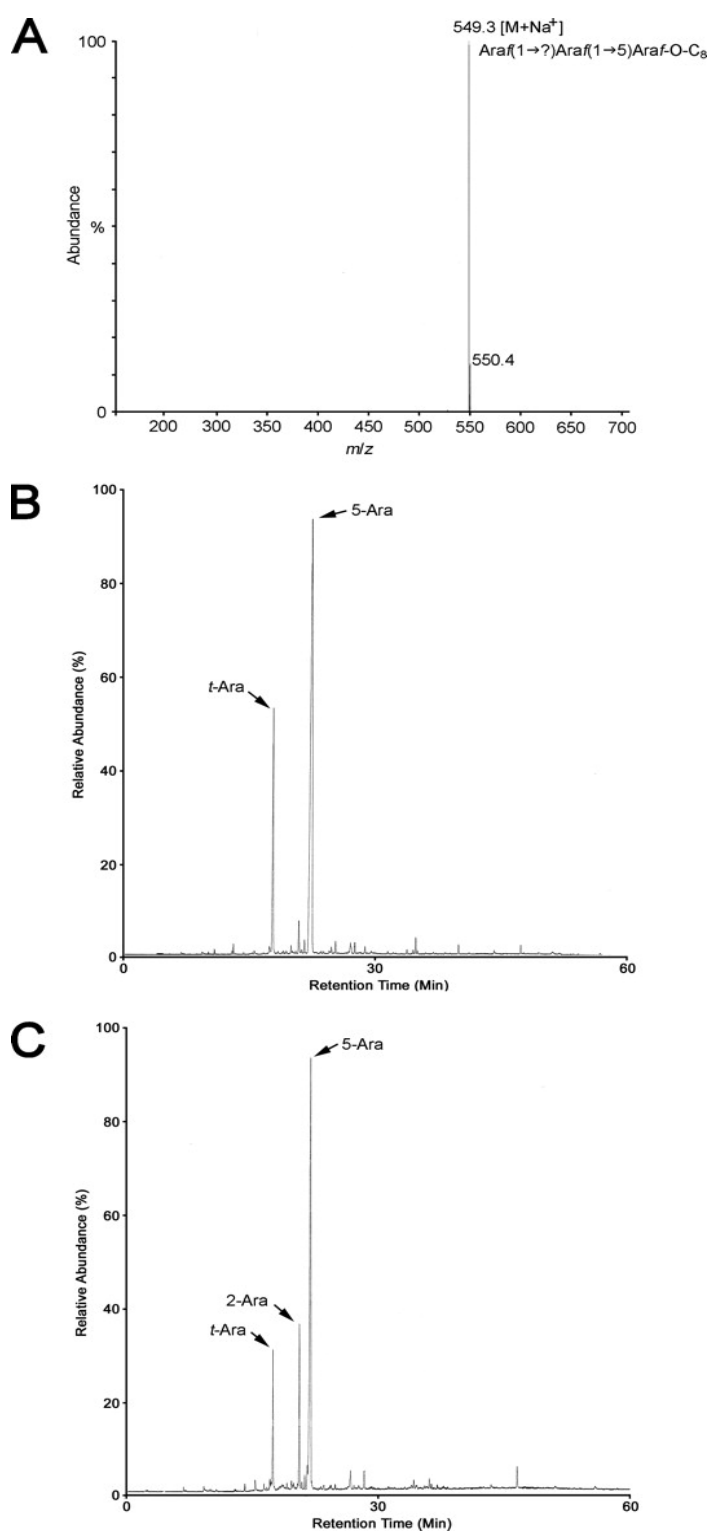 A
549.3 [M+Na⁺]
Araf(1→?)Araf(1→5)Araf-O-C₈
100
Abundance
%
550.4
0
200 300 350 400 450 500 550 600 650 700
m/z
B
100
5-Ara
80
t-Ara
60
Relative Abundance (%)
40
20
0
0 30 60
Retention Time (Min)
C
100
5-Ara
80
60
Relative Abundance (%)
40
2-Ara
t-Ara
20
0
0 30 60
Retention Time (Min)